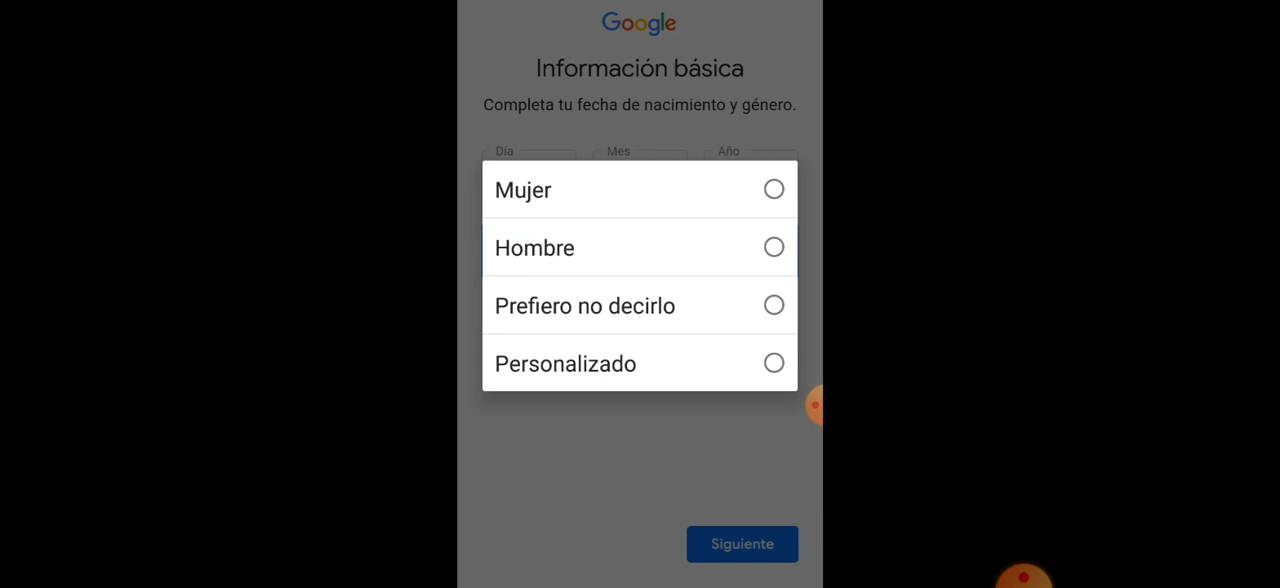 Google
Información básica
Completa tu fecha de nacimiento y género.
Día Mes Año
Mujer
Hombre
Prefiero no decirlo
Personalizado
Siguiente